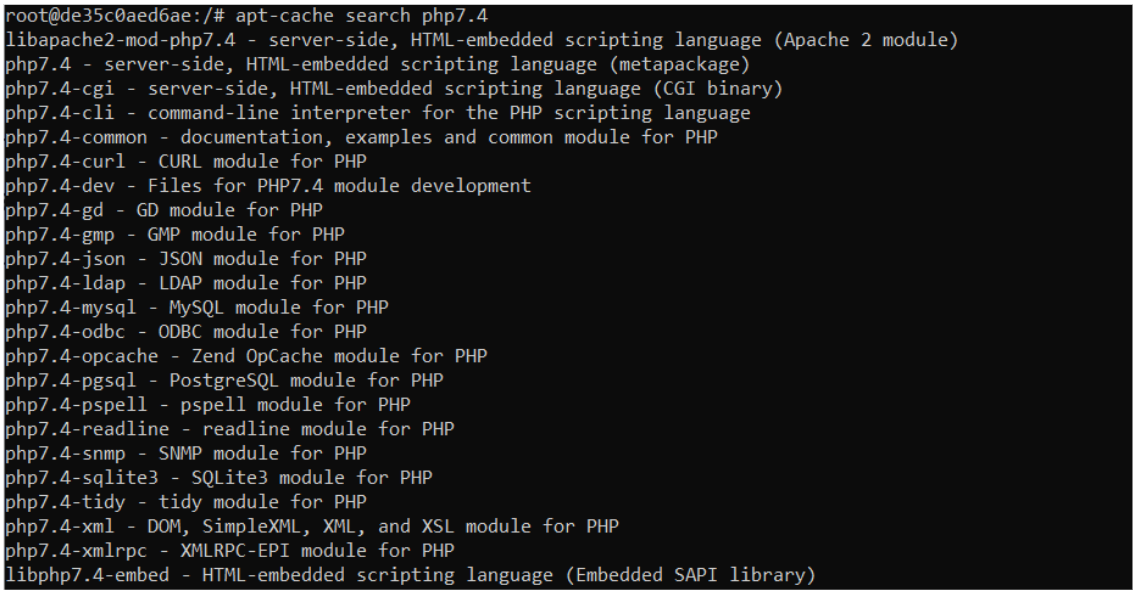 root@de35c0aed6ae:/# apt-cache search php7.4
libapache2-mod-php7.4 - server-side, HTML-embedded scripting language (Apache 2 module)
php7.4 - server-side, HTML-embedded scripting language (metapackage)
php7.4-cgi - server-side, HTML-embedded scripting language (CGI binary)
php7.4-cli - command-line interpreter for the PHP scripting language
php7.4-common - documentation, examples and common module for PHP
php7.4-curl - CURL module for PHP
php7.4-dev - Files for PHP7.4 module development
php7.4-gd - GD module for PHP
php7.4-gmp - GMP module for PHP
php7.4-json - JSON module for PHP
php7.4-ldap - LDAP module for PHP
php7.4-mysql - MySQL module for PHP
php7.4-odbc - ODBC module for PHP
php7.4-opcache - Zend OpCache module for PHP
php7.4-pgsql - PostgreSQL module for PHP
php7.4-pspell - pspell module for PHP
php7.4-readline - readline module for PHP
php7.4-snmp - SNMP module for PHP
php7.4-sqlite3 - SQLite3 module for PHP
php7.4-tidy - tidy module for PHP
php7.4-xml - DOM, SimpleXML, XML, and XSL module for PHP
php7.4-xmlrpc - XMLRPC-EPI module for PHP
libphp7.4-embed - HTML-embedded scripting language (Embedded SAPI library)